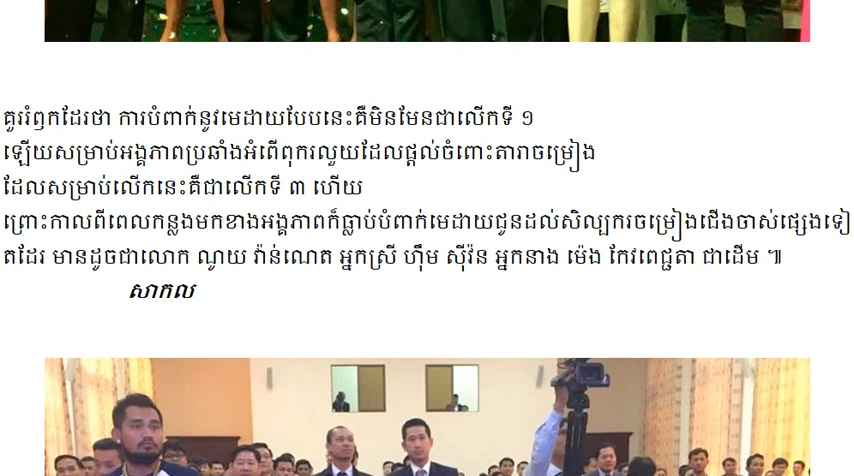 គួររំឭកដែរថា ការបំពាក់នូវមេដាយបែបនេះគឺមិនមែនជាលើកទី ១
ឡើយសម្រាប់អង្គភាពប្រឆាំងអំពើពុករលួយដែលផ្តល់ចំពោះតារាចម្រៀង
ដែលសម្រាប់លើកនេះគឺជាលើកទី ៣ ហើយ
ព្រោះកាលពីពេលកន្លងមកខាងអង្គភាពក៏ធ្លាប់បំពាក់មេដាយជូនដល់សិល្បករចម្រៀងជើងចាស់ផ្សេងទៀ
តដែរ មានដូចជាលោក ណូយ វ៉ាន់ណេត អ្នកស្រី ហ៊ឹម ស៊ីវ៉ន អ្នកនាង ម៉េង កែវពេជ្ជតា ជាដើម ៕
សាកល